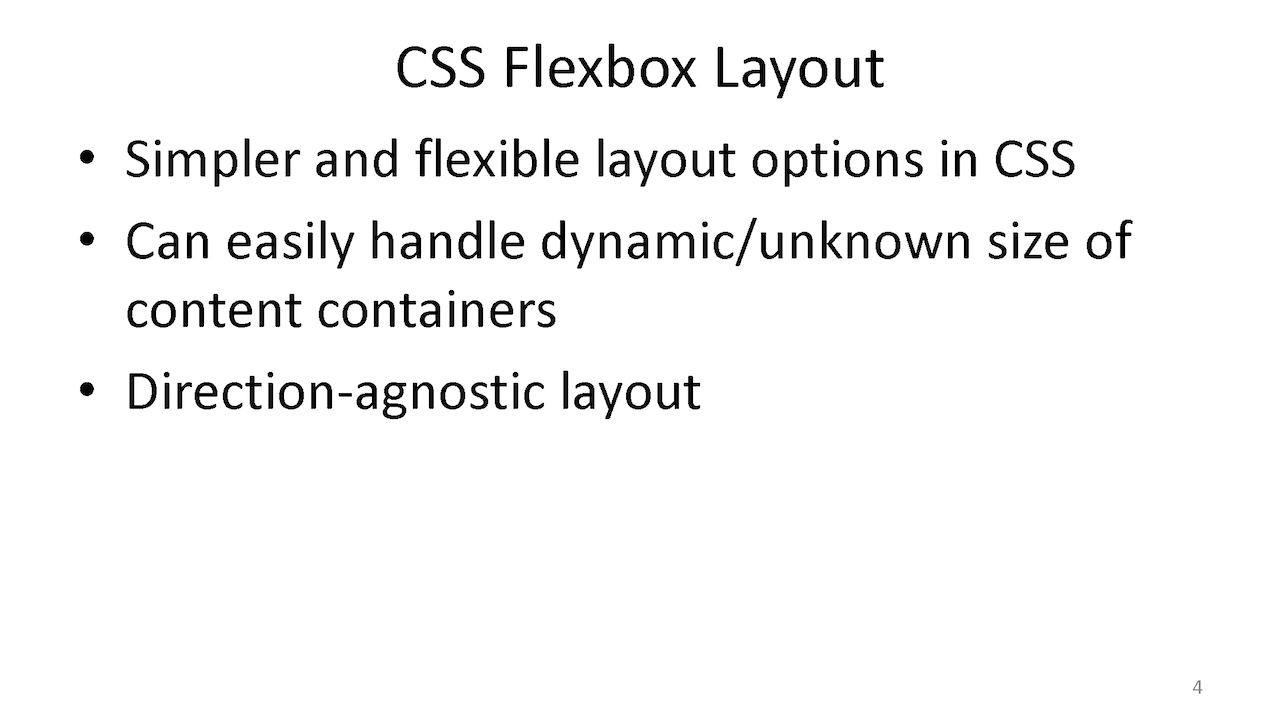 CSS Flexbox Layout
• Simpler and flexible layout options in CSS
• Can easily handle dynamic/unknown size of
content containers
• Direction-agnostic layout
4